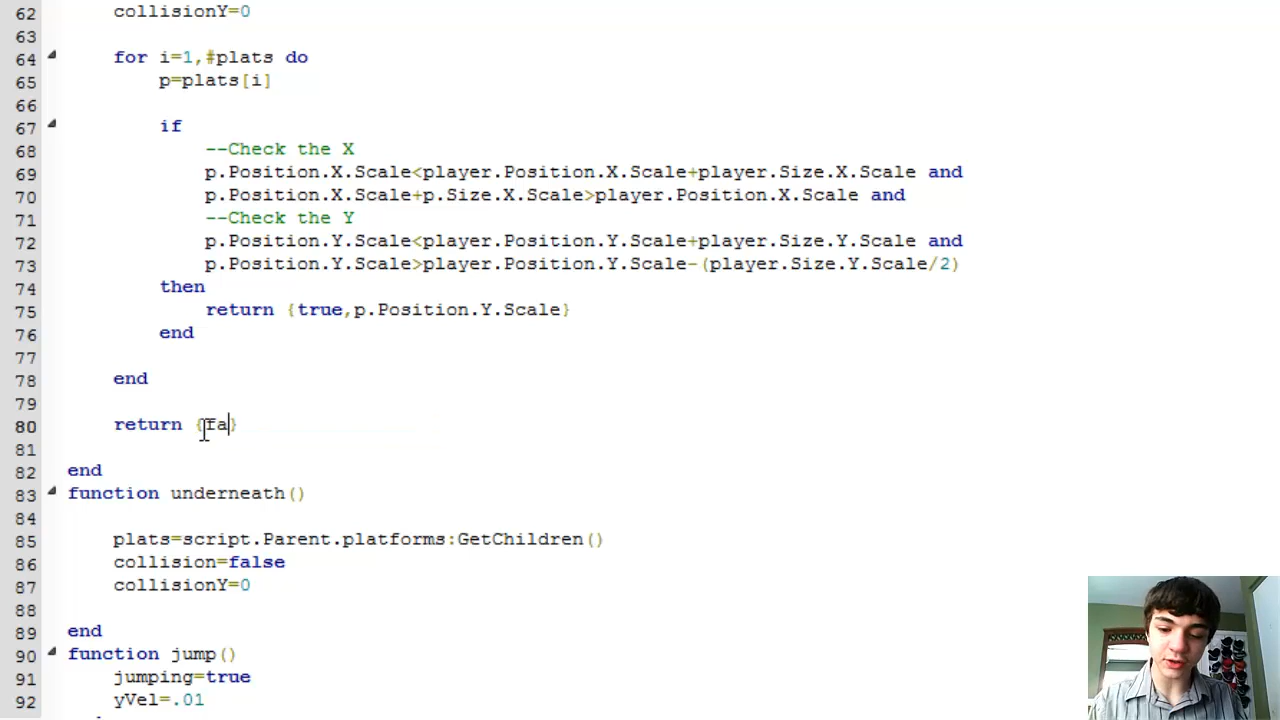 62 collisionY=0
63
64 for i=1,#plats do
65 p=plats[i]
66
67 if
68 --Check the X
69 p.Position.X.Scale<player.Position.X.Scale+player.Size.X.Scale and
70 p.Position.X.Scale+p.Size.X.Scale>player.Position.X.Scale and
71 --Check the Y
72 p.Position.Y.Scale<player.Position.Y.Scale+player.Size.Y.Scale and
73 p.Position.Y.Scale>player.Position.Y.Scale-(player.Size.Y.Scale/2)
74 then
75 return {true,p.Position.Y.Scale}
76 end
77
78 end
79
80 return {fa}
81
82 end
83 function underneath()
84
85 plats=script.Parent.platforms:GetChildren()
86 collision=false
87 collisionY=0
88
89 end
90 function jump()
91 jumping=true
92 yVel=.01